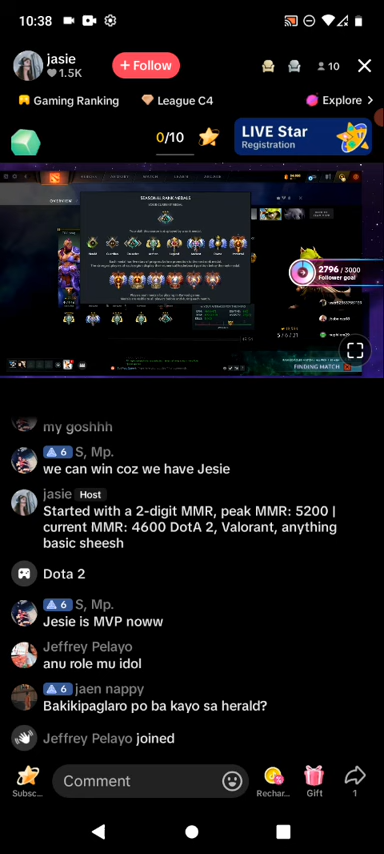 10:38
jasie
1.5K
+ Follow
10
Gaming Ranking
League C4
Explore >
0/10
LIVE Star
Registration
SEASONAL RANK MEDALS
2796 / 3000
Follower goal
5 / 6 / 21
FINDING MATCH
my goshhh
6 S, Mp.
we can win coz we have Jesie
jasie Host
Started with a 2-digit MMR, peak MMR: 5200 |
current MMR: 4600 DotA 2, Valorant, anything
basic sheesh
Dota 2
6 S, Mp.
Jesie is MVP noww
Jeffrey Pelayo
anu role mu idol
6 jaen nappy
Bakikipaglaro po ba kayo sa herald?
Jeffrey Pelayo joined
Subsc...
Comment
Rechar...
Gift
1